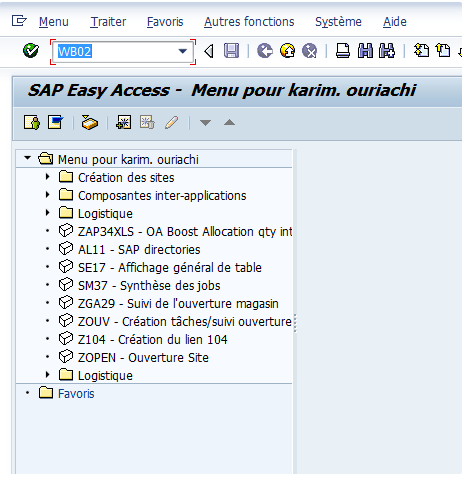 Menu Traiter Favoris Autres fonctions Système Aide
WB02
SAP Easy Access - Menu pour karim. ouriachi
Menu pour karim. ouriachi
Création des sites
Composantes inter-applications
Logistique
ZAP34XLS - OA Boost Allocation qty int
AL11 - SAP directories
SE17 - Affichage général de table
SM37 - Synthèse des jobs
ZGA29 - Suivi de l'ouverture magasin
ZOUV - Création tâches/suivi ouverture
Z104 - Création du lien 104
ZOPEN - Ouverture Site
Logistique
Favoris